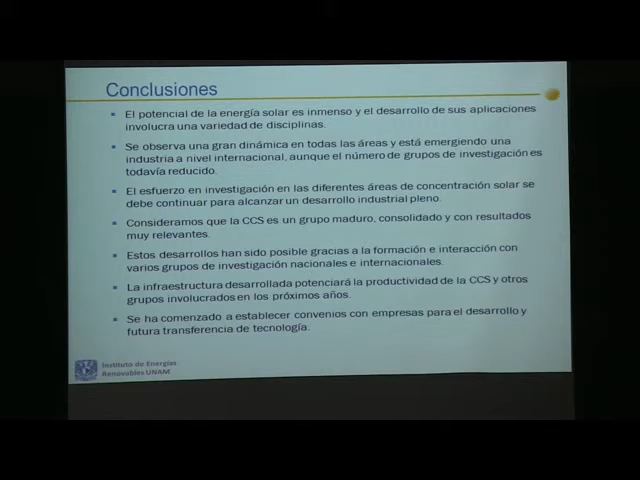 Conclusiones
El potencial de la energía solar es inmenso y el desarrollo de sus aplicaciones
involucra una variedad de disciplinas.
Se observa una gran dinámica en todas las áreas y está emergiendo una
industria a nivel internacional, aunque el número de grupos de investigación es
todavía reducido.
El esfuerzo en investigación en las diferentes áreas de concentración solar se
debe continuar para alcanzar un desarrollo industrial pleno.
Consideramos que la CCS es un grupo maduro, consolidado y con resultados
muy relevantes.
Estos desarrollos han sido posible gracias a la formación e interacción con
varios grupos de investigación nacionales e internacionales.
La infraestructura desarrollada potenciará la productividad de la CCS y otros
grupos involucrados en los próximos años.
Se ha comenzado a establecer convenios con empresas para el desarrollo y
futura transferencia de tecnología.
Instituto de Energías
Renovables UNAM